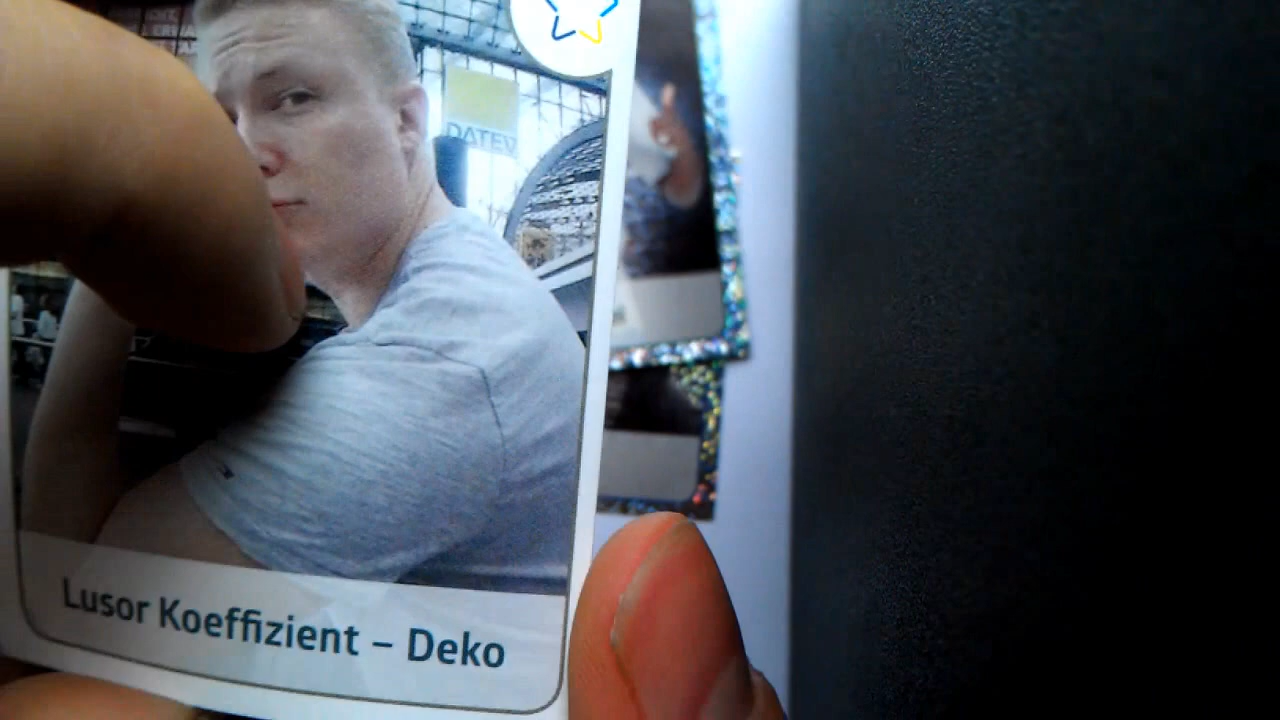 DATEV
Lusor Koeffizient – Deko